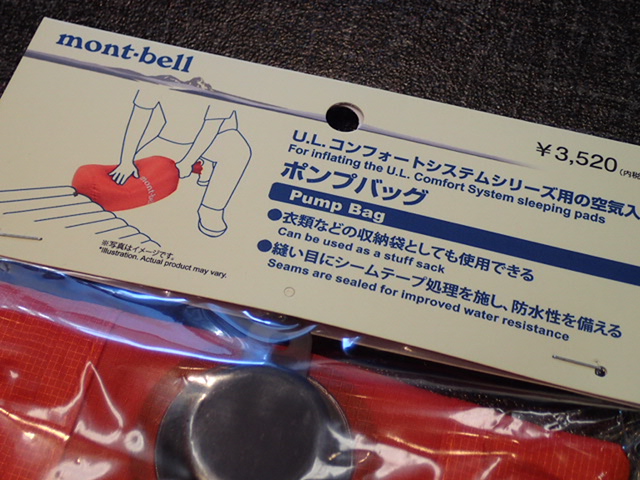 mont-bell
¥3,520 (内税
U.L.コンフォートシステムシリーズ用の空気入
For inflating the U.L. Comfort System sleeping pads
ポンプバッグ
Pump Bag
●衣類などの収納袋としても使用できる
Can be used as a stuff sack
●縫い目にシームテープ処理を施し、防水性を備える
Seams are sealed for improved water resistance
mont-b
※写真はイメージです。
*Illustration. Actual product may vary.